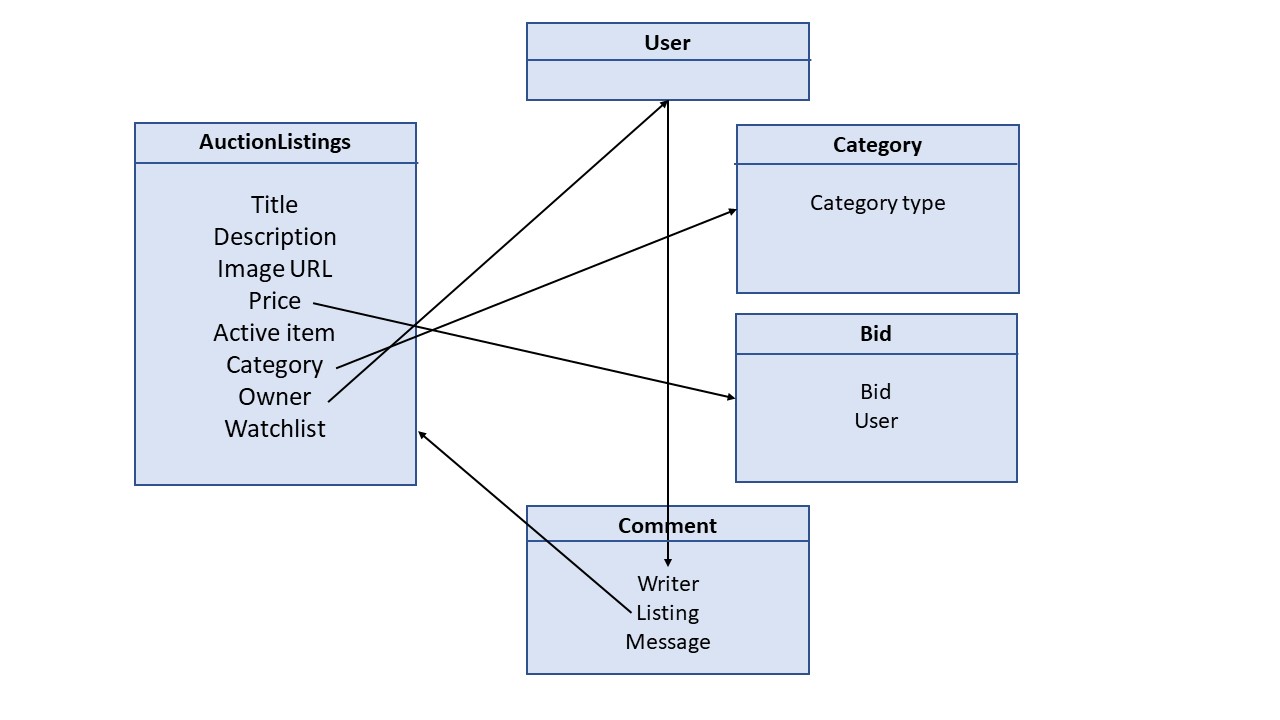 User
AuctionListings
Title
Description
Image URL
Price
Active item
Category
Owner
Watchlist
Category
Category type
Bid
Bid
User
Comment
Writer
Listing
Message